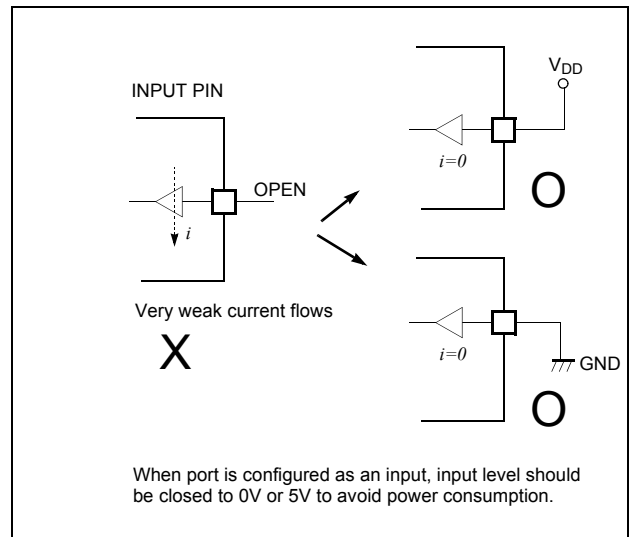 INPUT PIN
OPEN
i
Very weak current flows
X
VDD
i=0
O
i=0
GND
O
When port is configured as an input, input level should
be closed to 0V or 5V to avoid power consumption.